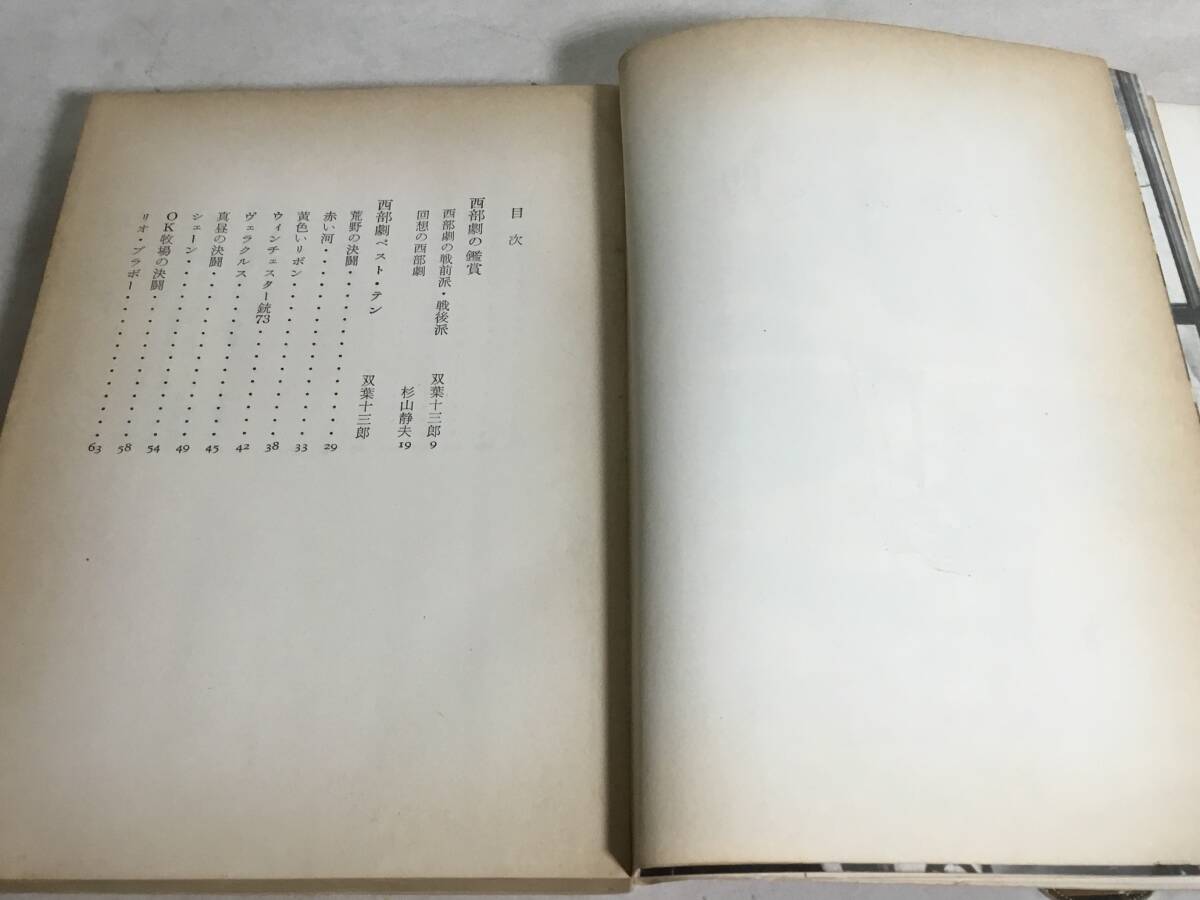 目次
西部劇の鑑賞
西部劇の戦前派・戦後派 双葉十三郎 9
回想の西部劇 杉山静夫 19
西部劇ベスト・テン 双葉十三郎
荒野の決闘・・・・・・・・・・29
赤い河・・・・・・・・・・・・33
黄色いリボン・・・・・・・・・38
ウィンチェスター銃73・・・・・・42
ヴェラクルス・・・・・・・・・45
真昼の決闘・・・・・・・・・・49
シェーン・・・・・・・・・・・54
OK牧場の決闘・・・・・・・・・58
リオ・ブラボー・・・・・・・・63